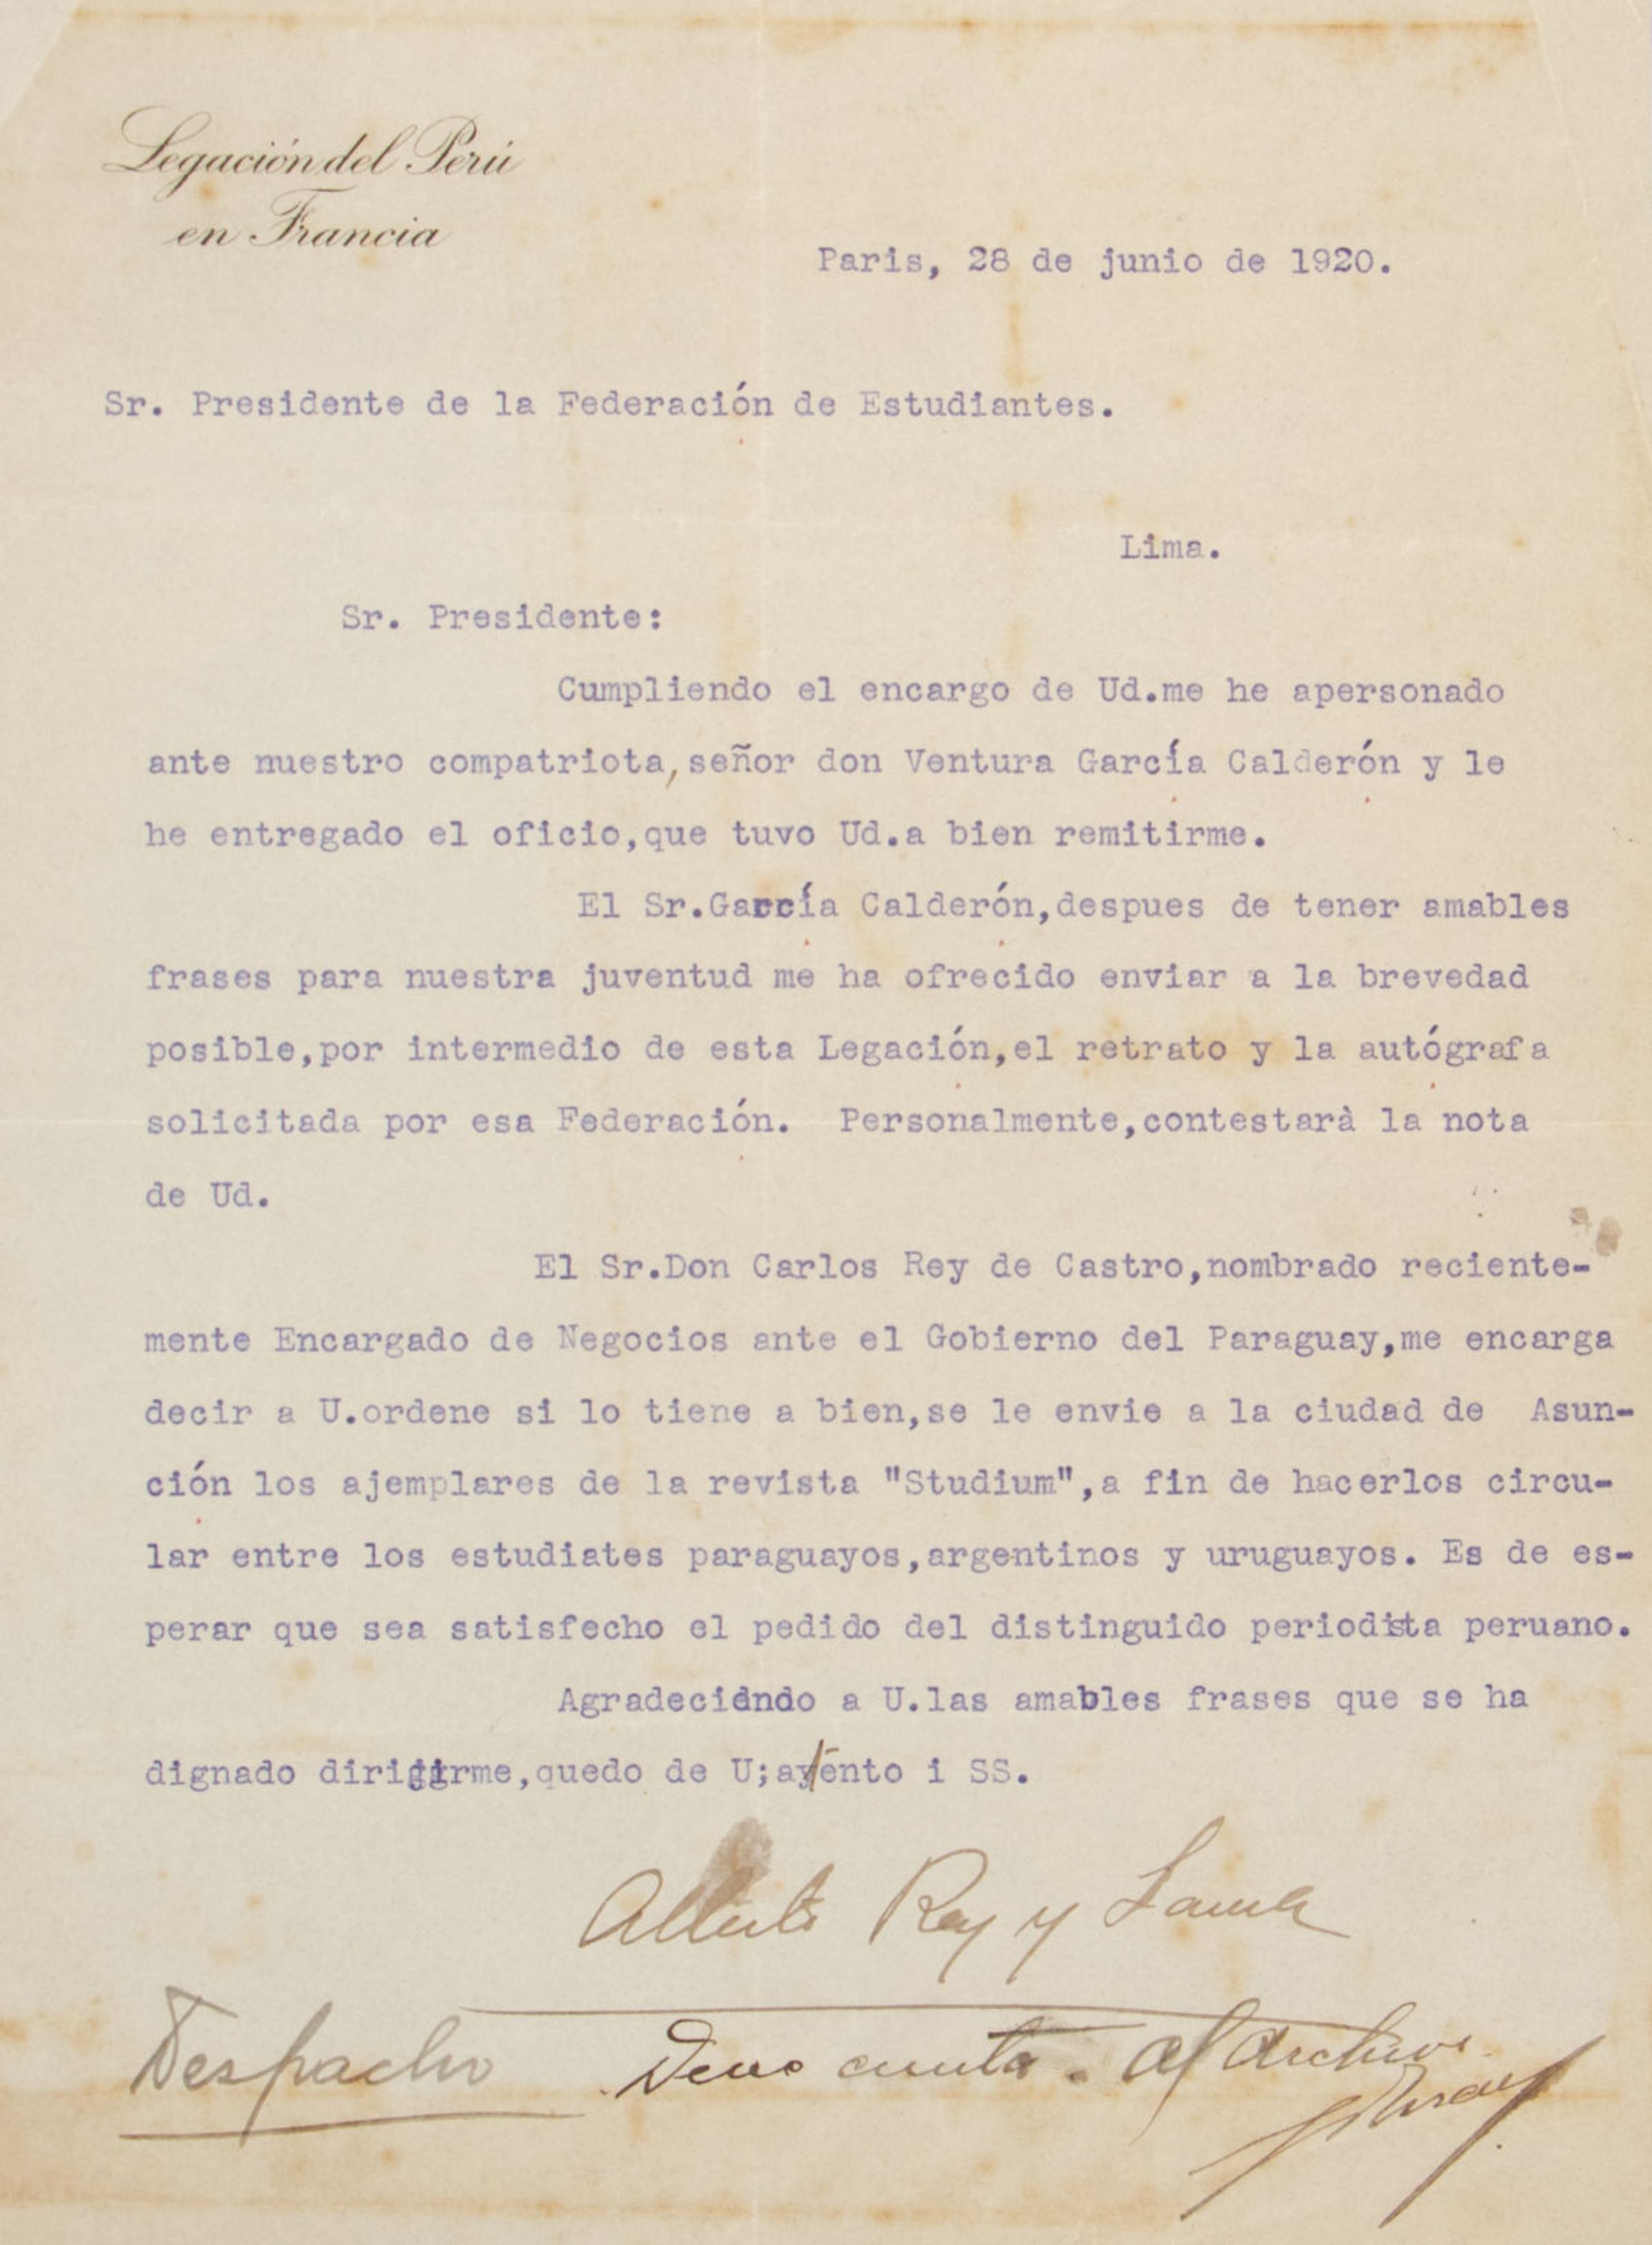 Legación del Perú
en Francia
Paris, 28 de junio de 1920.
Sr. Presidente de la Federación de Estudiantes.
Lima.
Sr. Presidente:
Cumpliendo el encargo de Ud.me he apersonado
ante nuestro compatriota,señor don Ventura García Calderón y le
he entregado el oficio,que tuvo Ud.a bien remitirme.
El Sr.García Calderón,despues de tener amables
frases para nuestra juventud me ha ofrecido enviar a la brevedad
posible,por intermedio de esta Legación,el retrato y la autógrafa
solicitada por esa Federación. Personalmente,contestarà la nota
de Ud.
El Sr.Don Carlos Rey de Castro,nombrado reciente-
mente Encargado de Negocios ante el Gobierno del Paraguay,me encarga
decir a U.ordene si lo tiene a bien,se le envie a la ciudad de Asun-
ción los ajemplares de la revista "Studium",a fin de hacerlos circu-
lar entre los estudiates paraguayos,argentinos y uruguayos. Es de es-
perar que sea satisfecho el pedido del distinguido periodista peruano.
Agradeciendo a U.las amables frases que se ha
dignado dirigirme,quedo de U; i SS.
Alberto Rey y Lama
Despacho cuenta. Al archivo